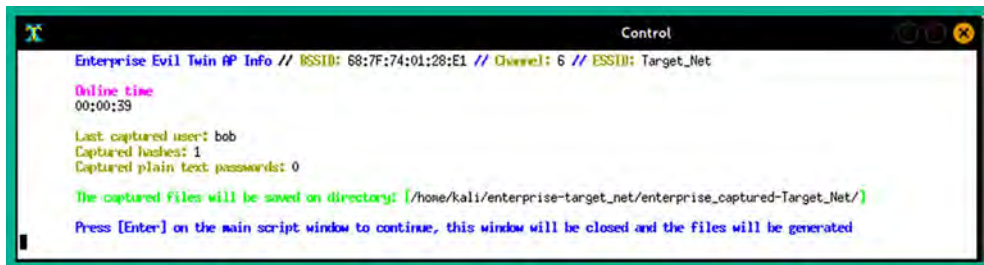 Control
Enterprise Evil Twin AP Info // BSSID: 68:7F:74:01:28:E1 // Channel: 6 // ESSID: Target_Net
Online time
00:00:39
Last captured user: bob
Captured hashes: 1
Captured plain text passwords: 0
The captured files will be saved on directory: [/home/kali/enterprise-target_net/enterprise_captured-Target_Net/]
Press [Enter] on the main script window to continue, this window will be closed and the files will be generated